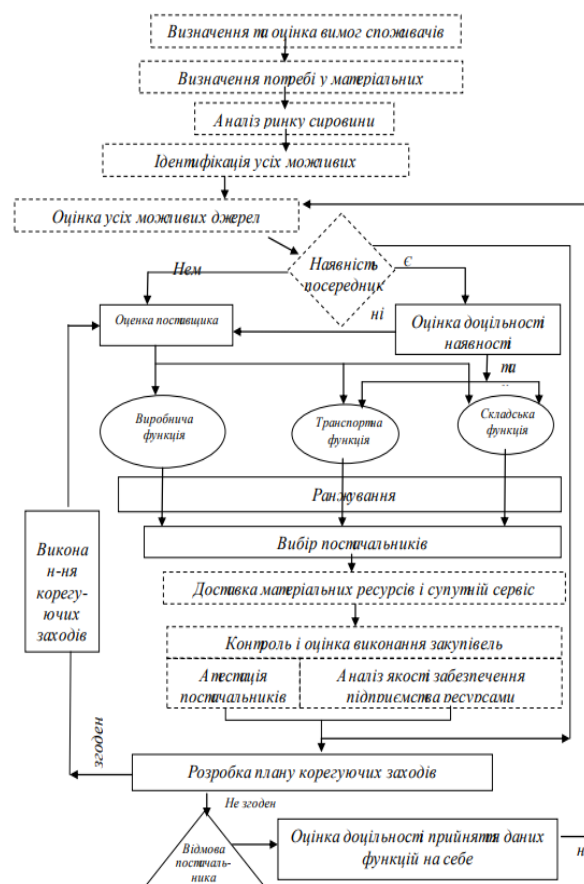 Визначення та оцінка вимог споживачів
Визначення потребі у матеріальних
Аналіз ринку сировини
Ідентифікація усіх можливих
Оцінка усіх можливих джерел
Наявність
посередник
Нем
Є
ні
Оценка поставщика
Оцінка доцільності
наявності
та
Виробнича
функція
Транспортна
функція
Складська
функція
Ранжування
Вибір постачальників
Викона
н-ня
корегу-
ючих
заходів
Доставка матеріальних ресурсів і супутній сервіс
Контроль і оцінка виконання закупівель
Атестація
постачальників
Аналіз якості забезпечення
підприємства ресурсами
згоден
Розробка плану корегуючих заходів
Не згоден
Відмова
постачаль-
ника
Оцінка доцільності прийняття даних
функцій на себе
н